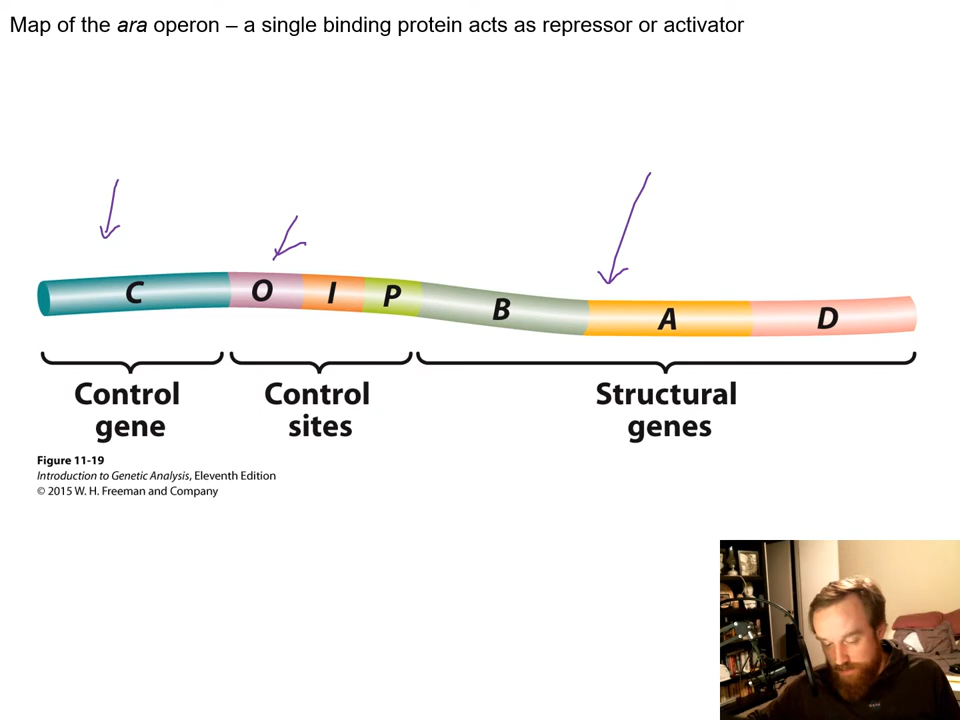 Map of the ara operon – a single binding protein acts as repressor or activator
C O I P B A D
Control gene
Control sites
Structural genes
Figure 11-19
Introduction to Genetic Analysis, Eleventh Edition
© 2015 W. H. Freeman and Company